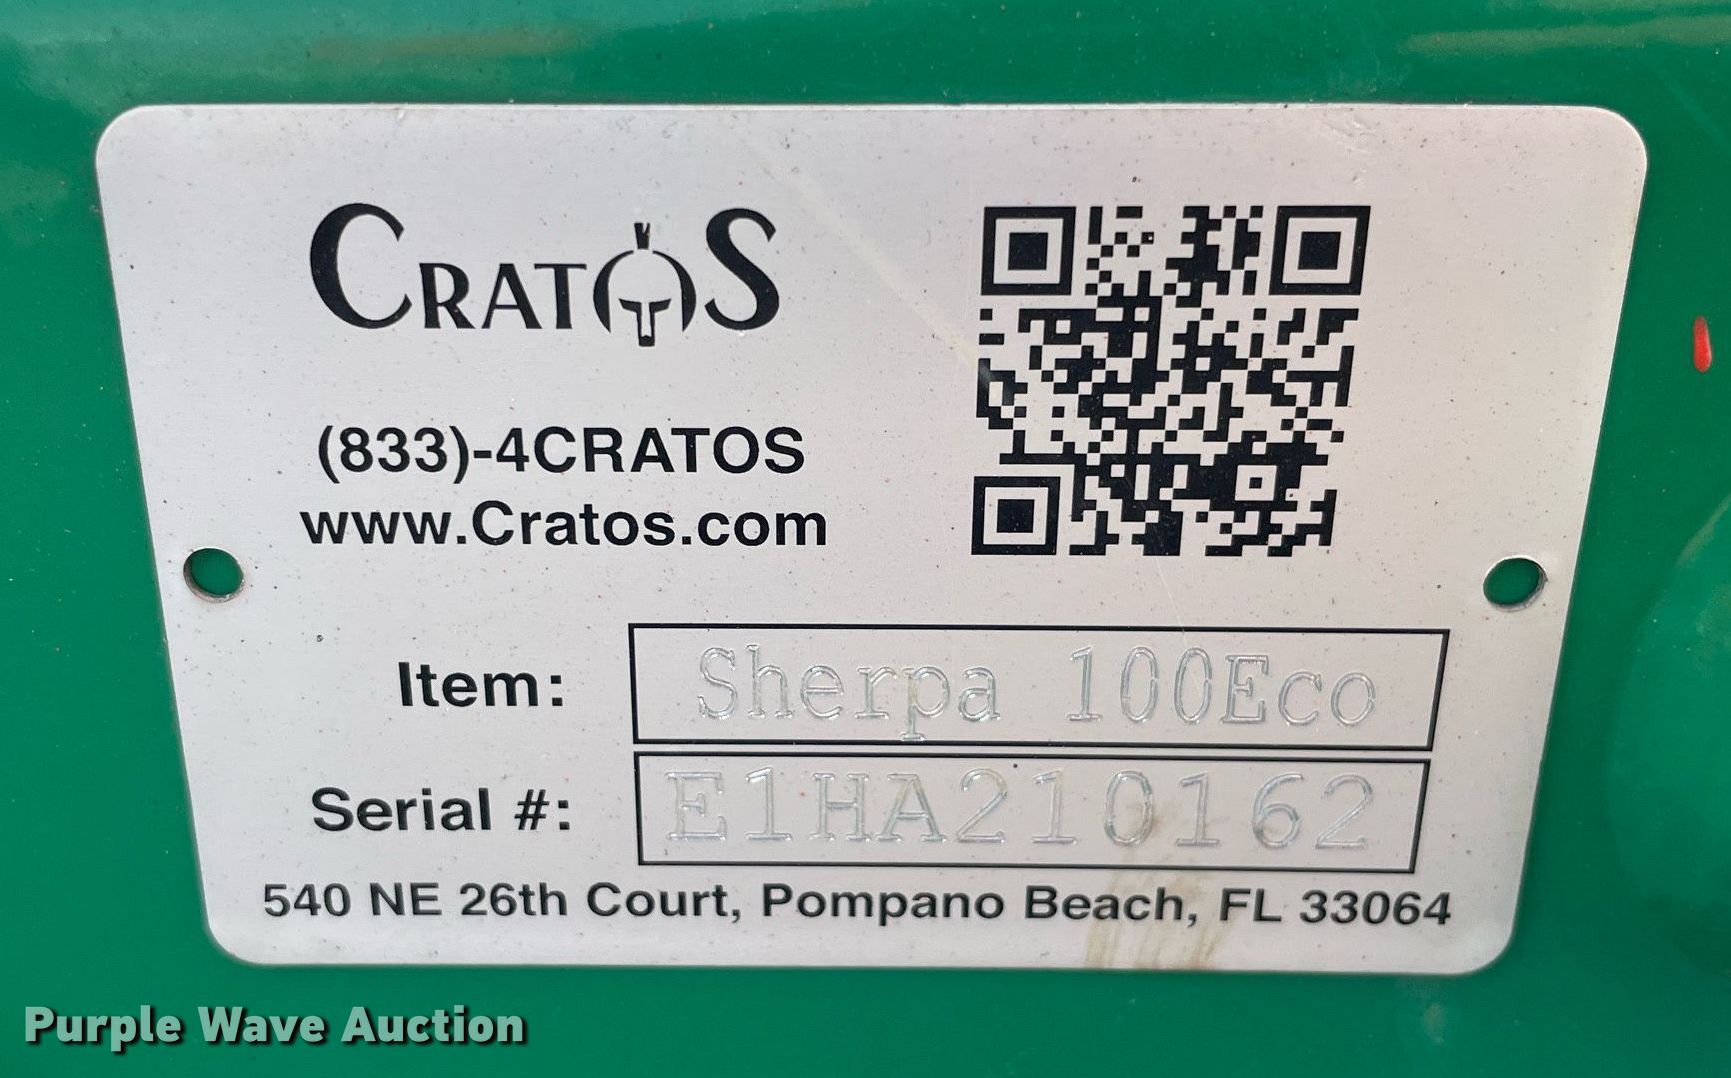 CRATOS
(833)-4CRATOS
www.Cratos.com
Item: Sherpa 100Eco
Serial #: E1HA210162
540 NE 26th Court, Pompano Beach, FL 33064
Purple Wave Auction